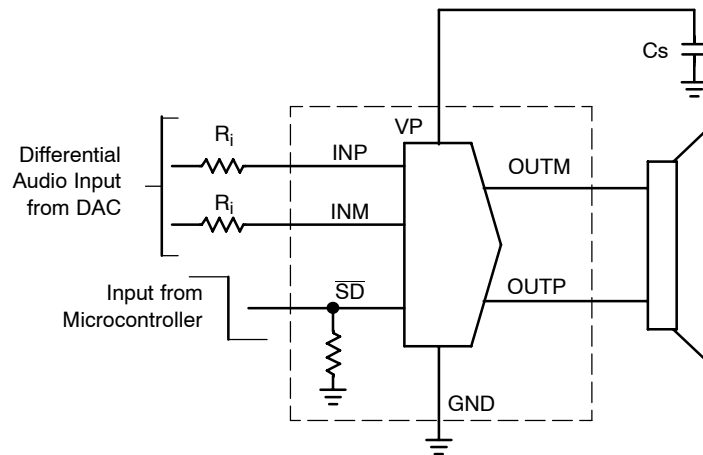 Cs
VP
Ri
Differential
Audio Input
from DAC
INP
OUTM
Ri
INM
Input from
Microcontroller
SD
OUTP
GND